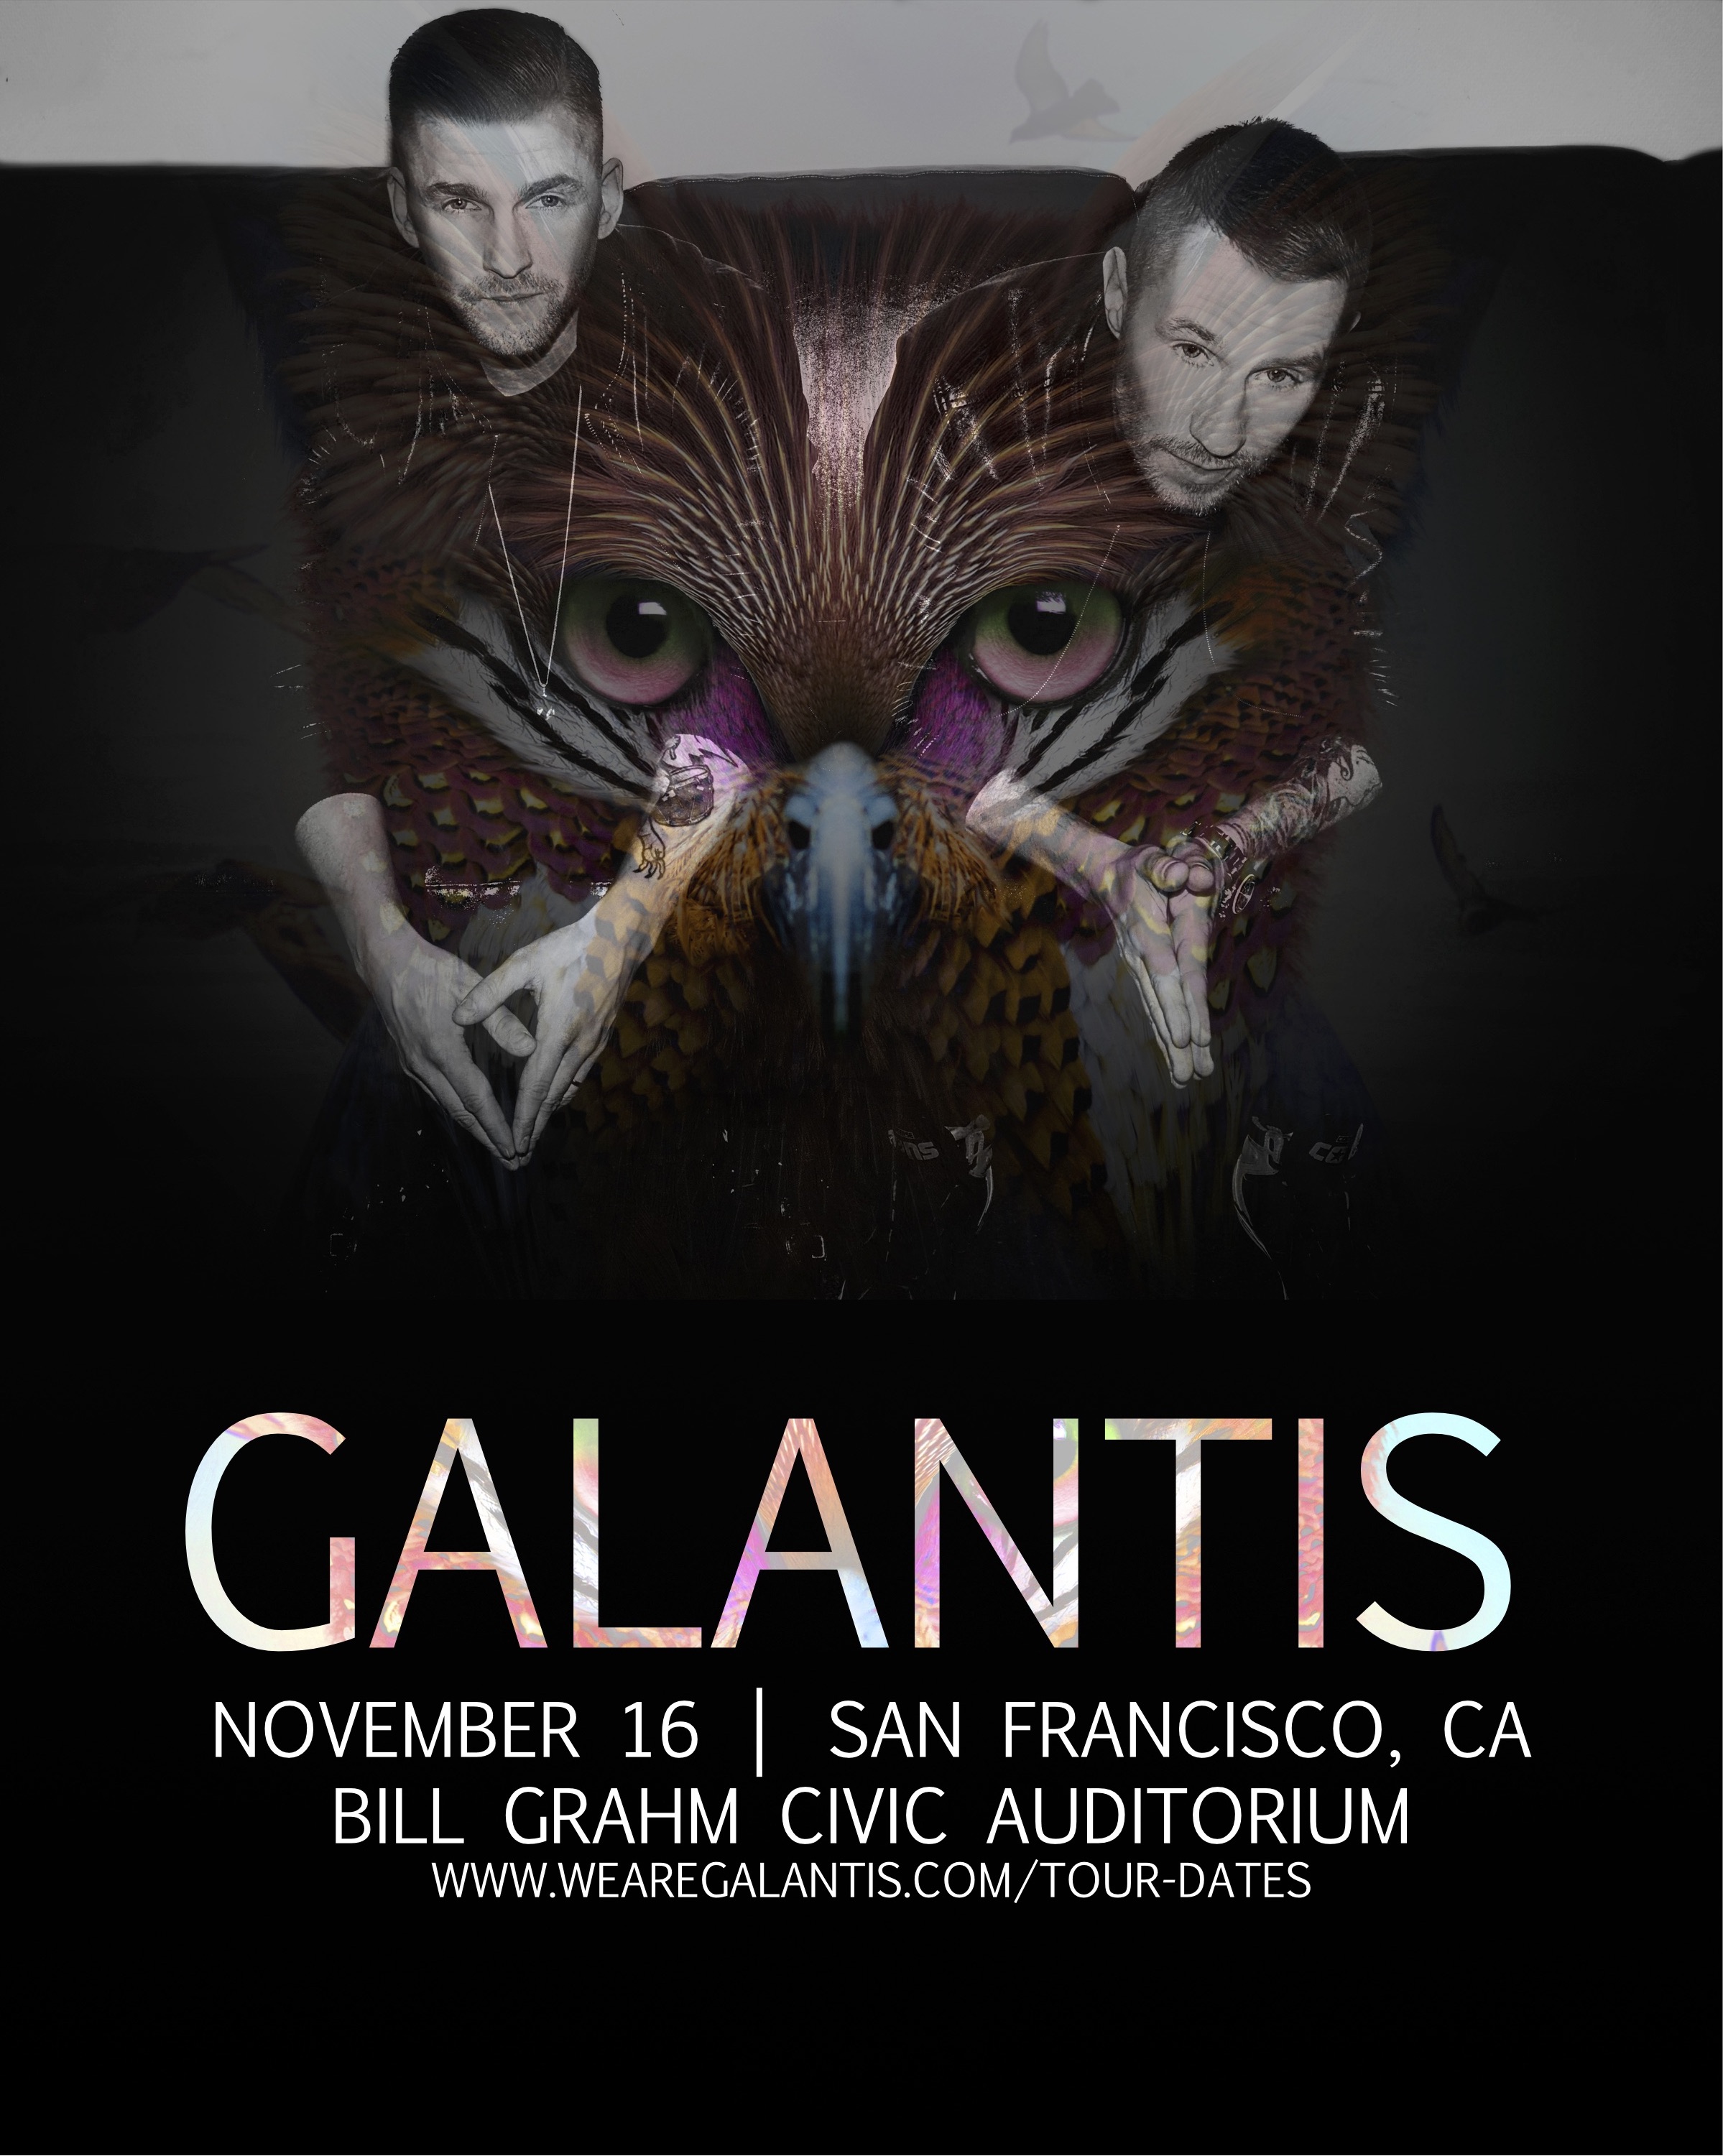 GALANTIS
NOVEMBER 16 | SAN FRANCISCO, CA
BILL GRAHM CIVIC AUDITORIUM
WWW.WEAREGALANTIS.COM/TOUR-DATES